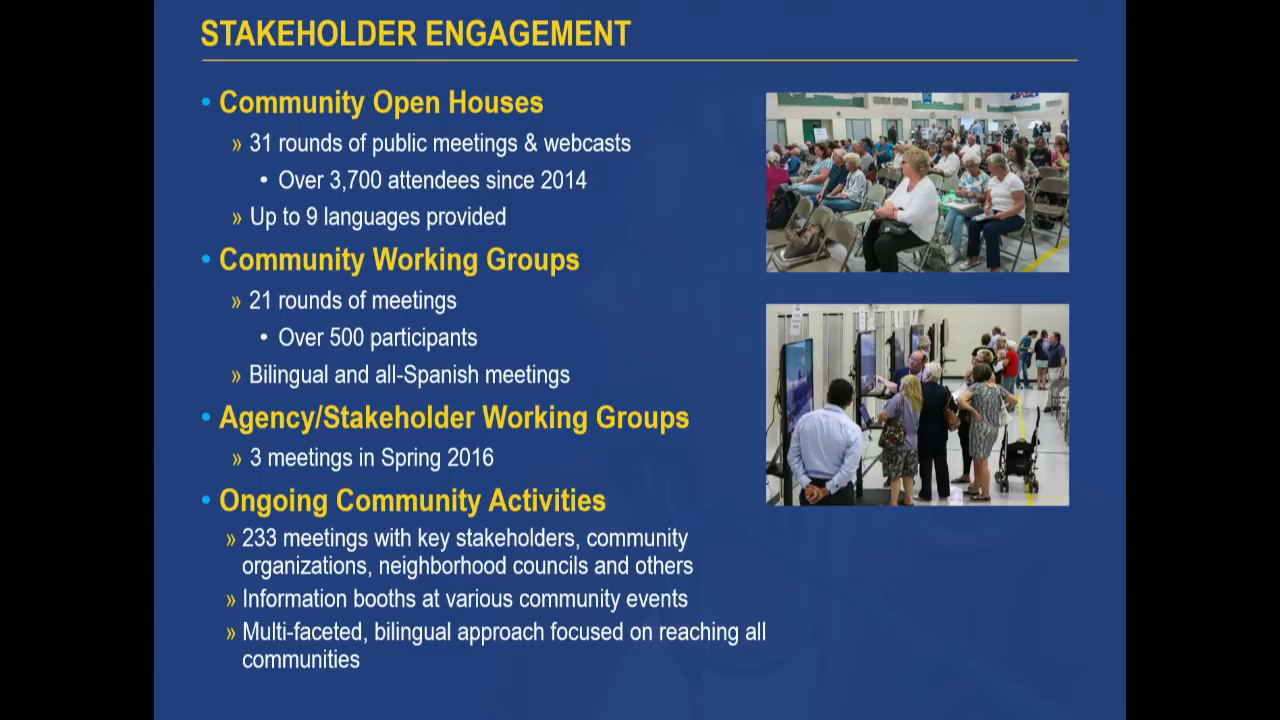 STAKEHOLDER ENGAGEMENT
• Community Open Houses
» 31 rounds of public meetings & webcasts
• Over 3,700 attendees since 2014
» Up to 9 languages provided
• Community Working Groups
» 21 rounds of meetings
• Over 500 participants
» Bilingual and all-Spanish meetings
• Agency/Stakeholder Working Groups
» 3 meetings in Spring 2016
• Ongoing Community Activities
» 233 meetings with key stakeholders, community
organizations, neighborhood councils and others
» Information booths at various community events
» Multi-faceted, bilingual approach focused on reaching all
communities